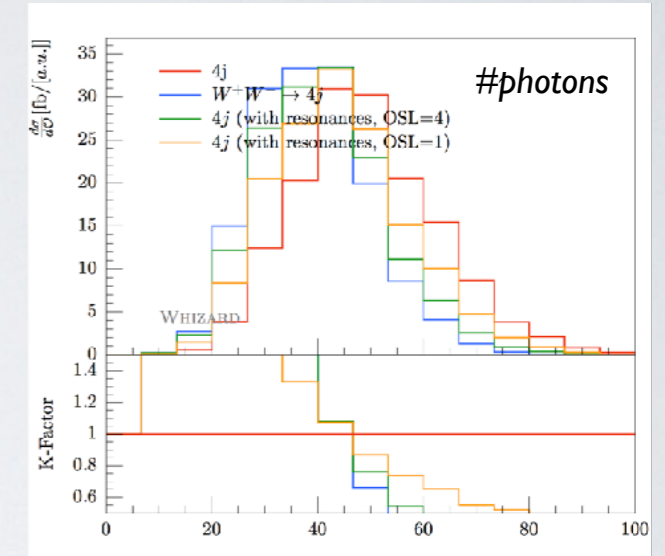 #photons
dσ/dO [fb/[a.u.]]
4j
W⁺W⁻ → 4j
4j (with resonances, OSL=4)
4j (with resonances, OSL=1)
35
30
25
20
15
10
5
0
WHIZARD
K-Factor
1.4
1.2
1
0.8
0.6
0 20 40 60 80 100